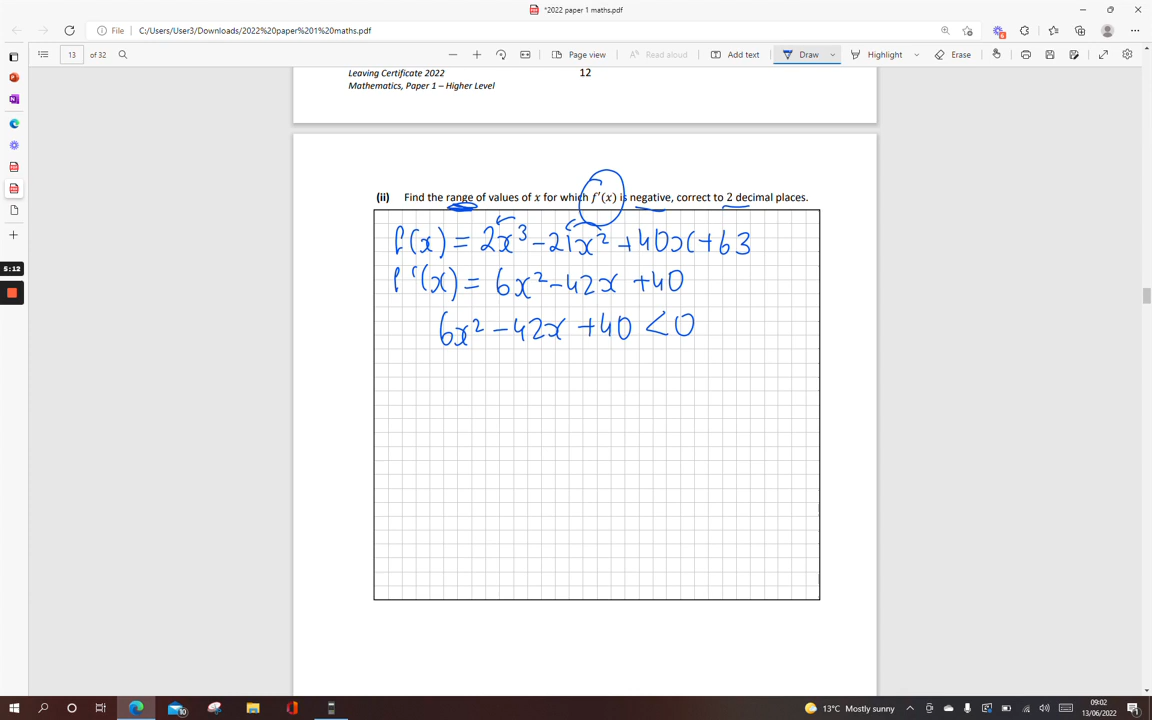 *2022 paper 1 maths.pdf
File C:/Users/User3/Downloads/2022%20paper%201%20maths.pdf
13 of 32 Page view Read aloud Add text Draw Highlight Erase
Leaving Certificate 2022 12
Mathematics, Paper 1 – Higher Level
(ii) Find the range of values of x for which f′(x) is negative, correct to 2 decimal places.
f(x) = 2x³ − 21x² + 40x + 63
f'(x) = 6x² − 42x + 40
6x² − 42x + 40 < 0
5:12
13°C Mostly sunny 09:02
13/06/2022